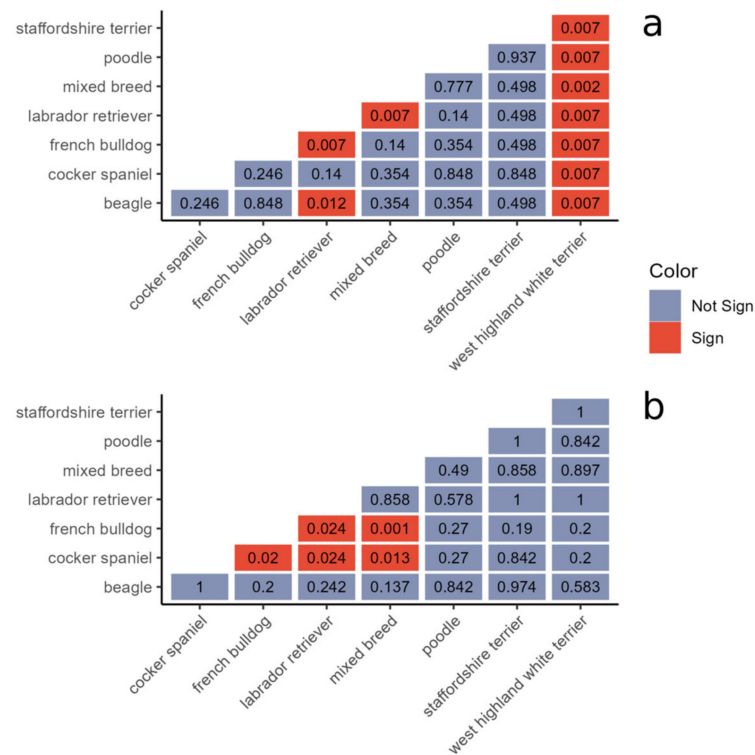 a
staffordshire terrier 0.007
poodle 0.937 0.007
mixed breed 0.777 0.498 0.002
labrador retriever 0.007 0.14 0.498 0.007
french bulldog 0.007 0.14 0.354 0.498 0.007
cocker spaniel 0.246 0.14 0.354 0.848 0.848 0.007
beagle 0.246 0.848 0.012 0.354 0.354 0.498 0.007
cocker spaniel
french bulldog
labrador retriever
mixed breed
poodle
staffordshire terrier
west highland white terrier
Color
Not Sign
Sign
b
staffordshire terrier 1
poodle 1 0.842
mixed breed 0.49 0.858 0.897
labrador retriever 0.858 0.578 1 1
french bulldog 0.024 0.001 0.27 0.19 0.2
cocker spaniel 0.02 0.024 0.013 0.27 0.842 0.2
beagle 1 0.2 0.242 0.137 0.842 0.974 0.583
cocker spaniel
french bulldog
labrador retriever
mixed breed
poodle
staffordshire terrier
west highland white terrier